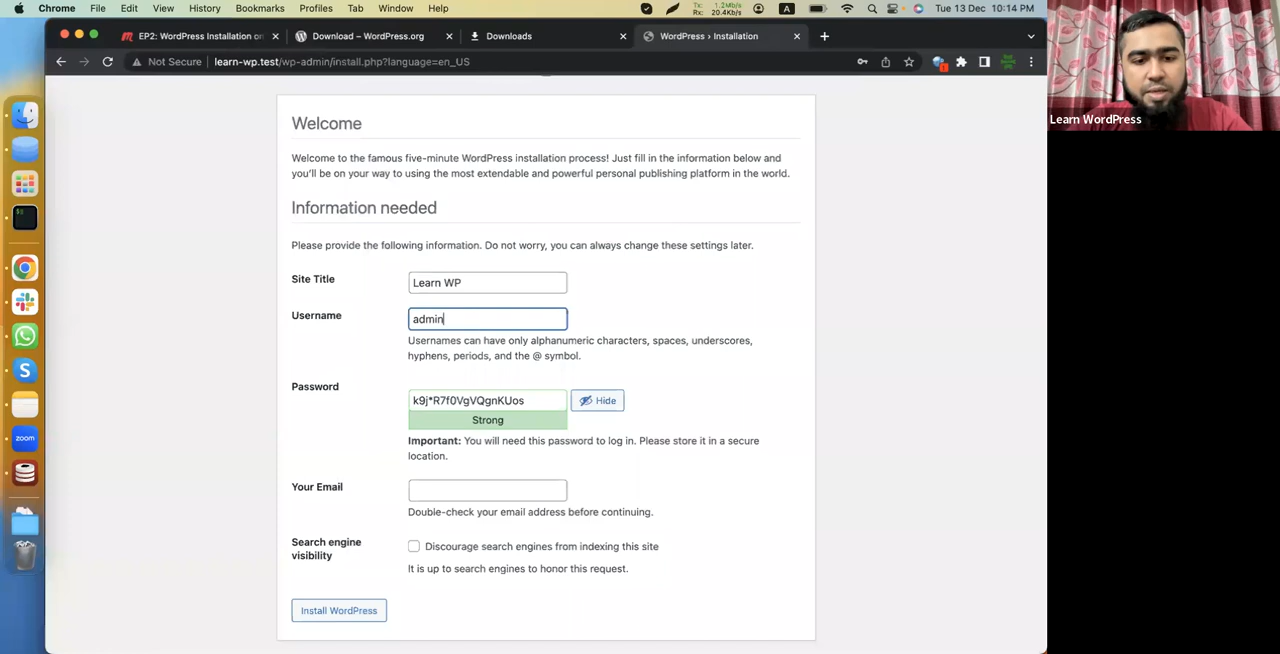 Chrome File Edit View History Bookmarks Profiles Tab Window Help
Tx: 1.2Mb/s
Rx: 20.4Kb/s
A
Tue 13 Dec 10:14 PM
EP2: WordPress Installation on
Download – WordPress.org
Downloads
WordPress › Installation
Not Secure learn-wp.test/wp-admin/install.php?language=en_US
Learn WordPress
Welcome
Welcome to the famous five-minute WordPress installation process! Just fill in the information below and
you'll be on your way to using the most extendable and powerful personal publishing platform in the world.
Information needed
Please provide the following information. Do not worry, you can always change these settings later.
Site Title
Learn WP
Username
admin
Usernames can have only alphanumeric characters, spaces, underscores,
hyphens, periods, and the @ symbol.
Password
k9j*R7f0VgVQgnKUos
Hide
Strong
Important: You will need this password to log in. Please store it in a secure
location.
Your Email
Double-check your email address before continuing.
Search engine
visibility
Discourage search engines from indexing this site
It is up to search engines to honor this request.
Install WordPress
zoom